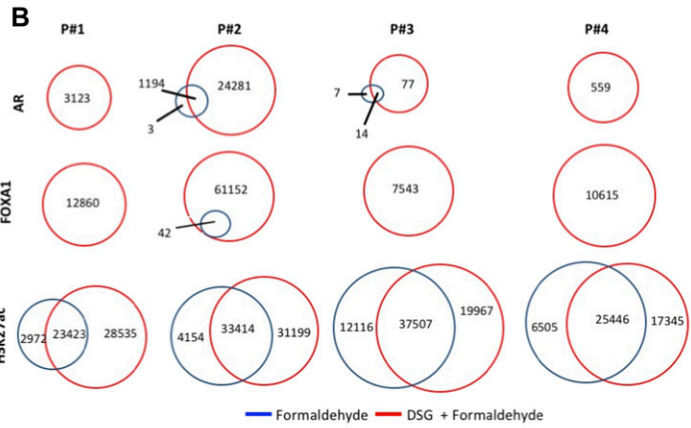 B
P#1 P#2 P#3 P#4
AR
3123
1194 24281
3
7 77
14
559
FOXA1
12860
61152
42
7543
10615
H3K27ac
2972 23423 28535
4154 33414 31199
12116 37507 19967
6505 25446 17345
Formaldehyde DSG + Formaldehyde